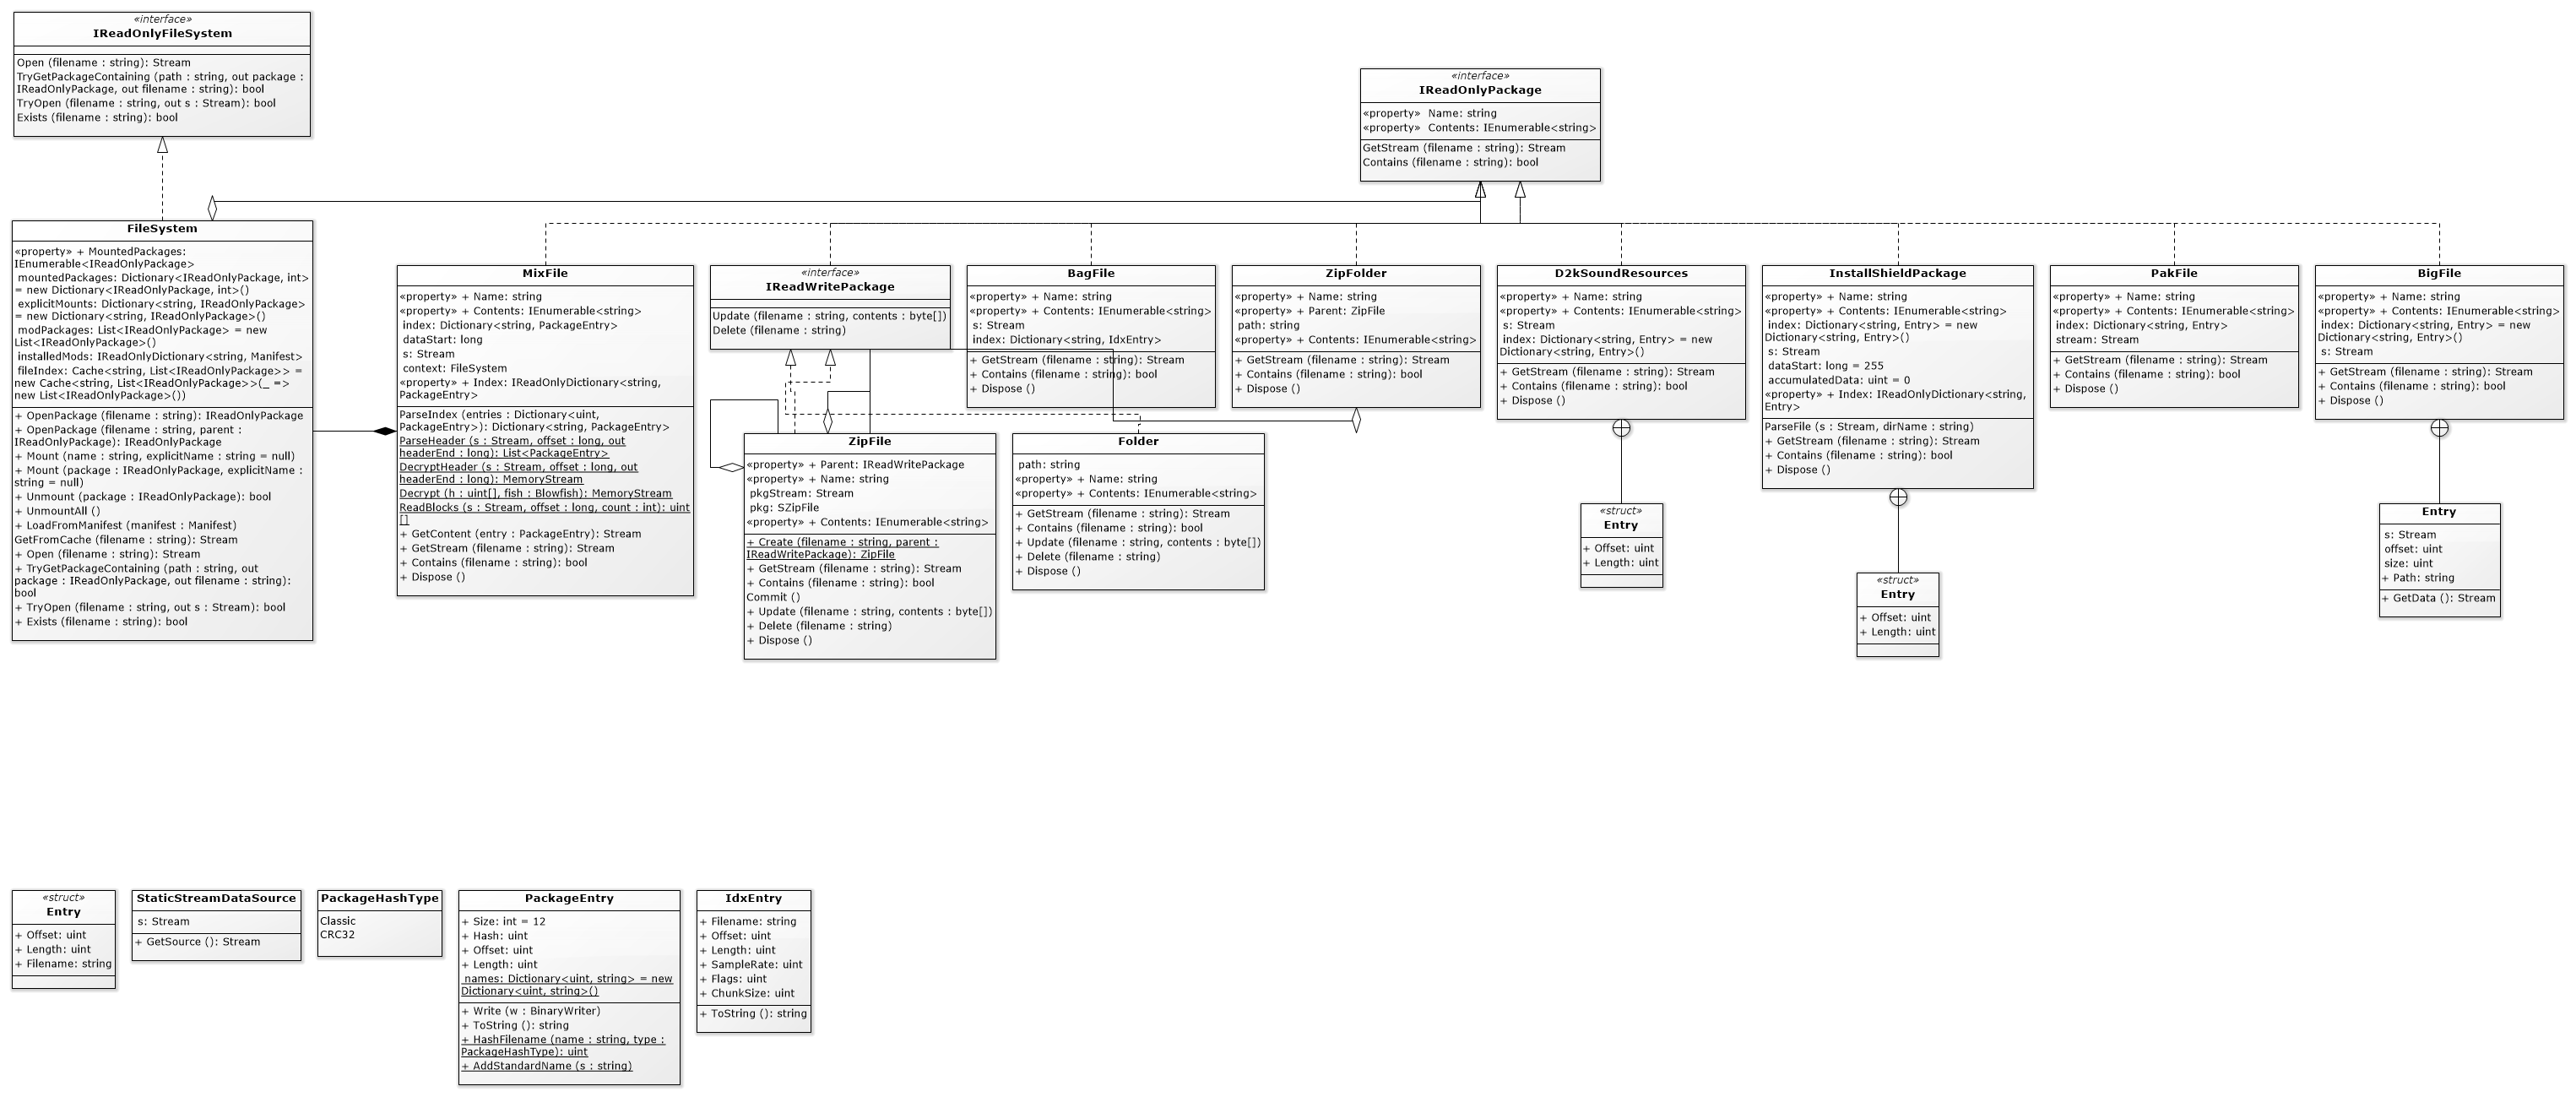 «interface»
IReadOnlyFileSystem
Open (filename : string): Stream
TryGetPackageContaining (path : string, out package :
IReadOnlyPackage, out filename : string): bool
TryOpen (filename : string, out s : Stream): bool
Exists (filename : string): bool
«interface»
IReadOnlyPackage
«property»  Name: string
«property»  Contents: IEnumerable<string>
GetStream (filename : string): Stream
Contains (filename : string): bool
FileSystem
«property» + MountedPackages:
IEnumerable<IReadOnlyPackage>
mountedPackages: Dictionary<IReadOnlyPackage, int>
= new Dictionary<IReadOnlyPackage, int>()
explicitMounts: Dictionary<string, IReadOnlyPackage>
= new Dictionary<string, IReadOnlyPackage>()
modPackages: List<IReadOnlyPackage> = new
List<IReadOnlyPackage>()
installedMods: IReadOnlyDictionary<string, Manifest>
fileIndex: Cache<string, List<IReadOnlyPackage>> =
new Cache<string, List<IReadOnlyPackage>>(_ =>
new List<IReadOnlyPackage>())
+ OpenPackage (filename : string): IReadOnlyPackage
+ OpenPackage (filename : string, parent :
IReadOnlyPackage): IReadOnlyPackage
+ Mount (name : string, explicitName : string = null)
+ Mount (package : IReadOnlyPackage, explicitName :
string = null)
+ Unmount (package : IReadOnlyPackage): bool
+ UnmountAll ()
+ LoadFromManifest (manifest : Manifest)
GetFromCache (filename : string): Stream
+ Open (filename : string): Stream
+ TryGetPackageContaining (path : string, out
package : IReadOnlyPackage, out filename : string):
bool
+ TryOpen (filename : string, out s : Stream): bool
+ Exists (filename : string): bool
MixFile
«property» + Name: string
«property» + Contents: IEnumerable<string>
index: Dictionary<string, PackageEntry>
dataStart: long
s: Stream
context: FileSystem
«property» + Index: IReadOnlyDictionary<string,
PackageEntry>
ParseIndex (entries : Dictionary<uint,
PackageEntry>): Dictionary<string, PackageEntry>
ParseHeader (s : Stream, offset : long, out
headerEnd : long): List<PackageEntry>
DecryptHeader (s : Stream, offset : long, out
headerEnd : long): MemoryStream
Decrypt (h : uint[], fish : Blowfish): MemoryStream
ReadBlocks (s : Stream, offset : long, count : int): uint
[]
+ GetContent (entry : PackageEntry): Stream
+ GetStream (filename : string): Stream
+ Contains (filename : string): bool
+ Dispose ()
«interface»
IReadWritePackage
Update (filename : string, contents : byte[])
Delete (filename : string)
BagFile
«property» + Name: string
«property» + Contents: IEnumerable<string>
s: Stream
index: Dictionary<string, IdxEntry>
+ GetStream (filename : string): Stream
+ Contains (filename : string): bool
+ Dispose ()
ZipFolder
«property» + Name: string
«property» + Parent: ZipFile
path: string
«property» + Contents: IEnumerable<string>
+ GetStream (filename : string): Stream
+ Contains (filename : string): bool
+ Dispose ()
D2kSoundResources
«property» + Name: string
«property» + Contents: IEnumerable<string>
s: Stream
index: Dictionary<string, Entry> = new
Dictionary<string, Entry>()
+ GetStream (filename : string): Stream
+ Contains (filename : string): bool
+ Dispose ()
InstallShieldPackage
«property» + Name: string
«property» + Contents: IEnumerable<string>
index: Dictionary<string, Entry> = new
Dictionary<string, Entry>()
s: Stream
dataStart: long = 255
accumulatedData: uint = 0
«property» + Index: IReadOnlyDictionary<string,
Entry>
ParseFile (s : Stream, dirName : string)
+ GetStream (filename : string): Stream
+ Contains (filename : string): bool
+ Dispose ()
PakFile
«property» + Name: string
«property» + Contents: IEnumerable<string>
index: Dictionary<string, Entry>
stream: Stream
+ GetStream (filename : string): Stream
+ Contains (filename : string): bool
+ Dispose ()
BigFile
«property» + Name: string
«property» + Contents: IEnumerable<string>
index: Dictionary<string, Entry> = new
Dictionary<string, Entry>()
s: Stream
+ GetStream (filename : string): Stream
+ Contains (filename : string): bool
+ Dispose ()
ZipFile
«property» + Parent: IReadWritePackage
«property» + Name: string
pkgStream: Stream
pkg: SZipFile
«property» + Contents: IEnumerable<string>
+ Create (filename : string, parent :
IReadWritePackage): ZipFile
+ GetStream (filename : string): Stream
+ Contains (filename : string): bool
Commit ()
+ Update (filename : string, contents : byte[])
+ Delete (filename : string)
+ Dispose ()
Folder
path: string
«property» + Name: string
«property» + Contents: IEnumerable<string>
+ GetStream (filename : string): Stream
+ Contains (filename : string): bool
+ Update (filename : string, contents : byte[])
+ Delete (filename : string)
+ Dispose ()
«struct»
Entry
+ Offset: uint
+ Length: uint
«struct»
Entry
+ Offset: uint
+ Length: uint
Entry
s: Stream
offset: uint
size: uint
+ Path: string
+ GetData (): Stream
«struct»
Entry
+ Offset: uint
+ Length: uint
+ Filename: string
StaticStreamDataSource
s: Stream
+ GetSource (): Stream
PackageHashType
Classic
CRC32
PackageEntry
+ Size: int = 12
+ Hash: uint
+ Offset: uint
+ Length: uint
names: Dictionary<uint, string> = new
Dictionary<uint, string>()
+ Write (w : BinaryWriter)
+ ToString (): string
+ HashFilename (name : string, type :
PackageHashType): uint
+ AddStandardName (s : string)
IdxEntry
+ Filename: string
+ Offset: uint
+ Length: uint
+ SampleRate: uint
+ Flags: uint
+ ChunkSize: uint
+ ToString (): string